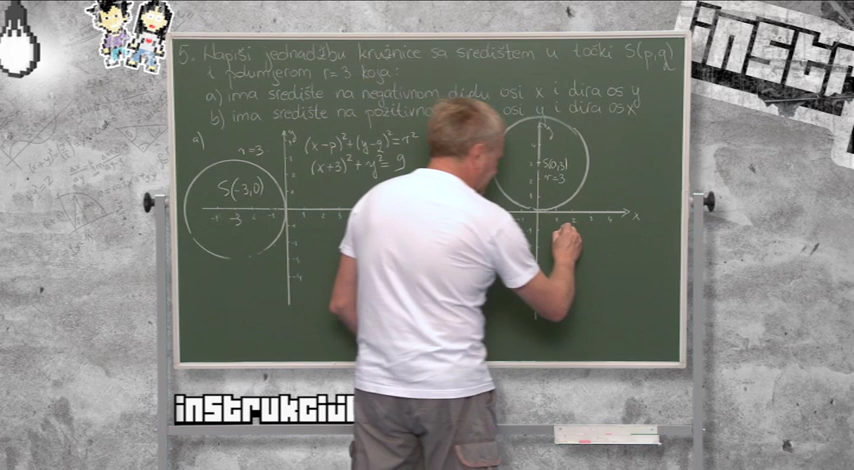 5. Napiši jednadžbu kružnice sa središtem u točki S(p,q)
i polumjerom r=3 koja:
a) ima središte na negativnom dijelu osi x i dira os y
b) ima središte na pozitivno osi y i dira os x
a)
r=3
(x-p)²+(y-q)²=r²
(x+3)²+y²=9
S(-3,0)
-3
y
S(0,3)
r=3
x
instrukcije